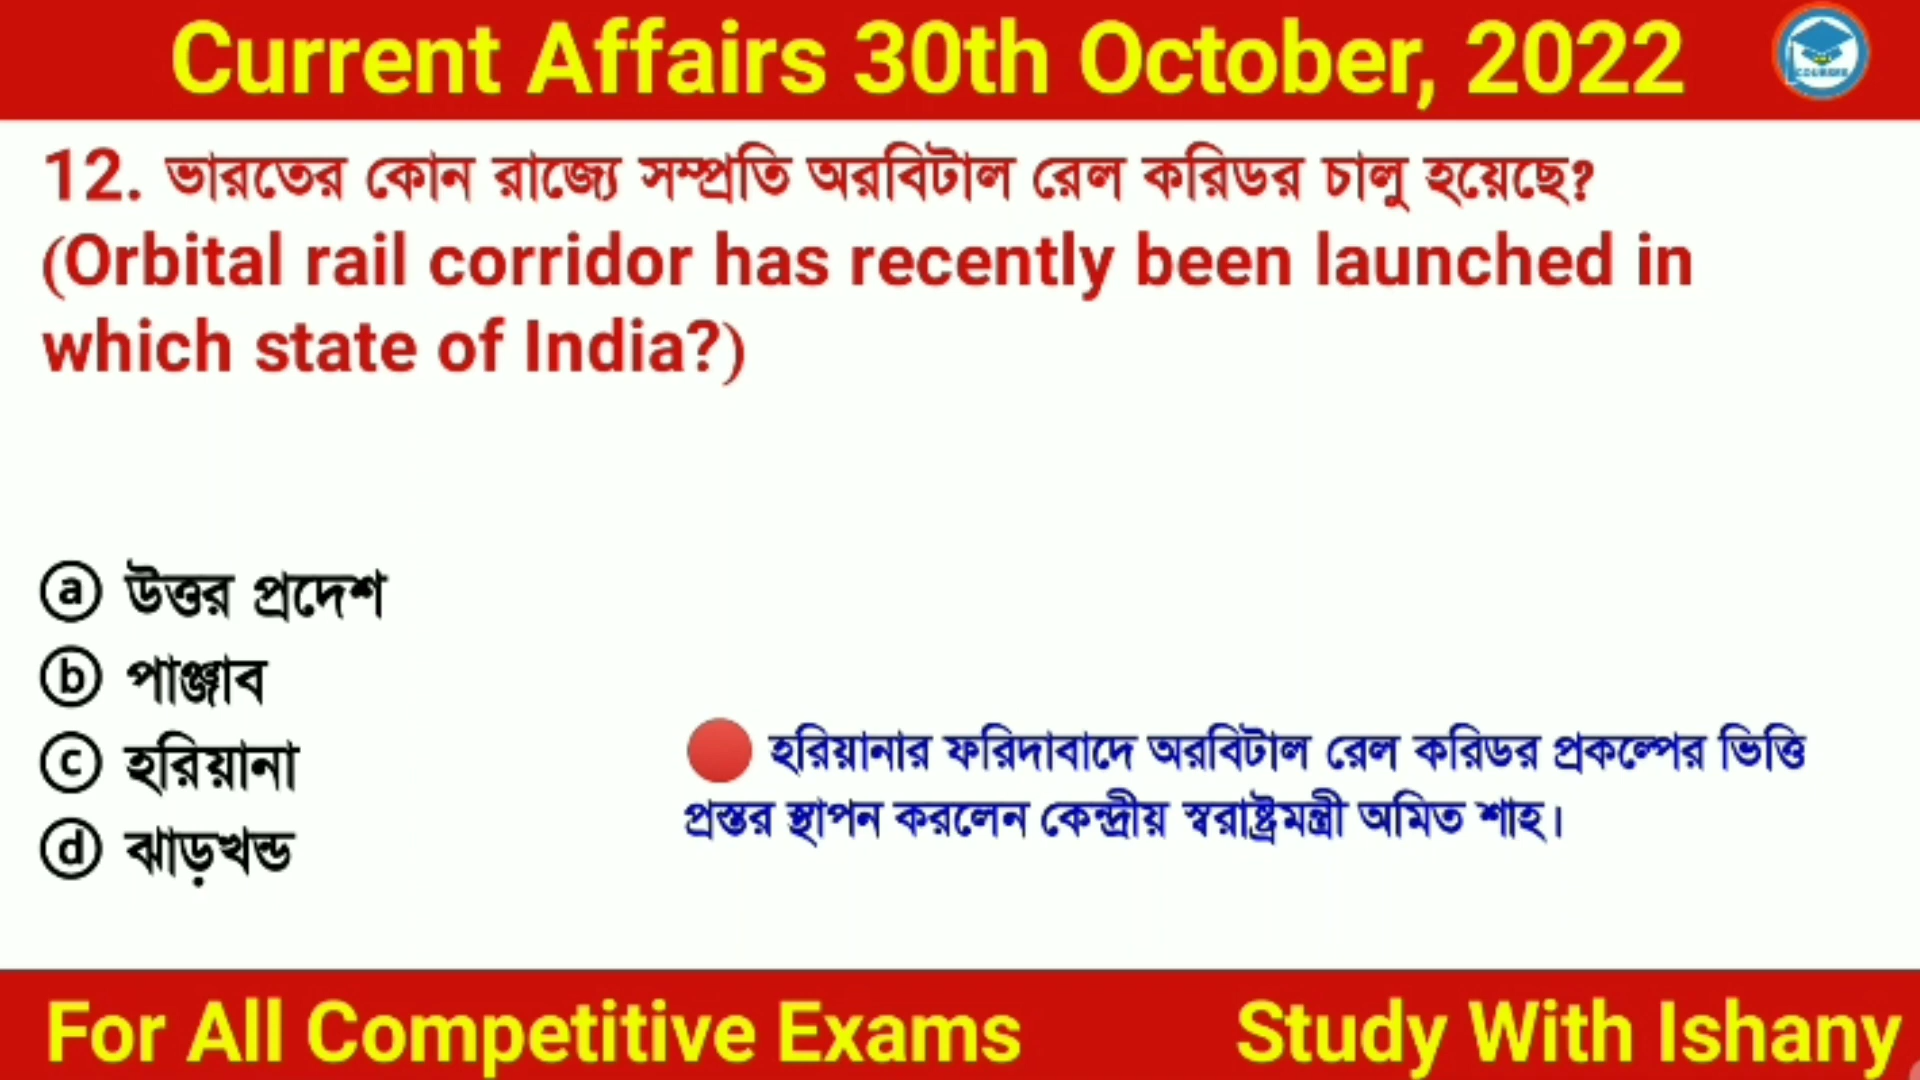 Current Affairs 30th October, 2022
COURSES
12. ভারতের কোন রাজ্যে সম্প্রতি অরবিটাল রেল করিডর চালু হয়েছে?
(Orbital rail corridor has recently been launched in
which state of India?)
ⓐ উত্তর প্রদেশ
ⓑ পাঞ্জাব
ⓒ হরিয়ানা
ⓓ ঝাড়খন্ড
হরিয়ানার ফরিদাবাদে অরবিটাল রেল করিডর প্রকল্পের ভিত্তি
প্রস্তর স্থাপন করলেন কেন্দ্রীয় স্বরাষ্ট্রমন্ত্রী অমিত শাহ।
For All Competitive Exams
Study With Ishany